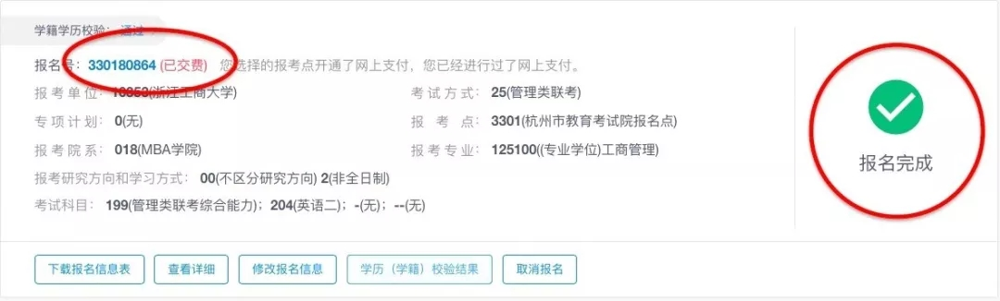 学籍学历校验： 通过
报名号：330180864 (已交费) 您选择的报考点开通了网上支付，您已经进行过了网上支付。
报考单位：10353(浙江工商大学) 考试方式：25(管理类联考)
专项计划：0(无) 报考点：3301(杭州市教育考试院报名点)
报考院系：018(MBA学院) 报考专业：125100((专业学位)工商管理)
报考研究方向和学习方式：00(不区分研究方向) 2(非全日制)
考试科目：199(管理类联考综合能力)；204(英语二)；-(无)；--(无)
报名完成
下载报名信息表 查看详细 修改报名信息 学历（学籍）校验结果 取消报名